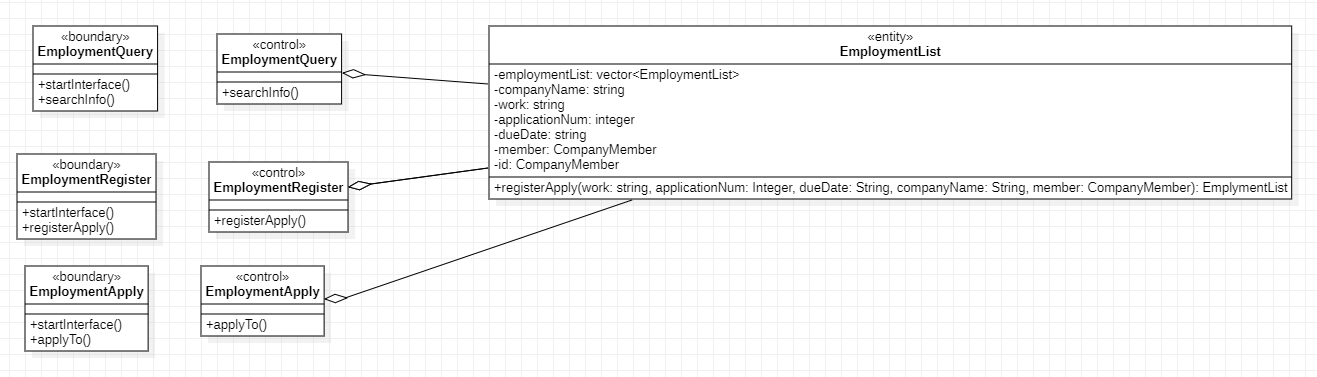 «boundary»
EmploymentQuery
+startInterface()
+searchInfo()
«control»
EmploymentQuery
+searchInfo()
«entity»
EmploymentList
-employmentList: vector<EmploymentList>
-companyName: string
-work: string
-applicationNum: integer
-dueDate: string
-member: CompanyMember
-id: CompanyMember
+registerApply(work: string, applicationNum: Integer, dueDate: String, companyName: String, member: CompanyMember): EmplymentList
«boundary»
EmploymentRegister
+startInterface()
+registerApply()
«control»
EmploymentRegister
+registerApply()
«boundary»
EmploymentApply
+startInterface()
+applyTo()
«control»
EmploymentApply
+applyTo()